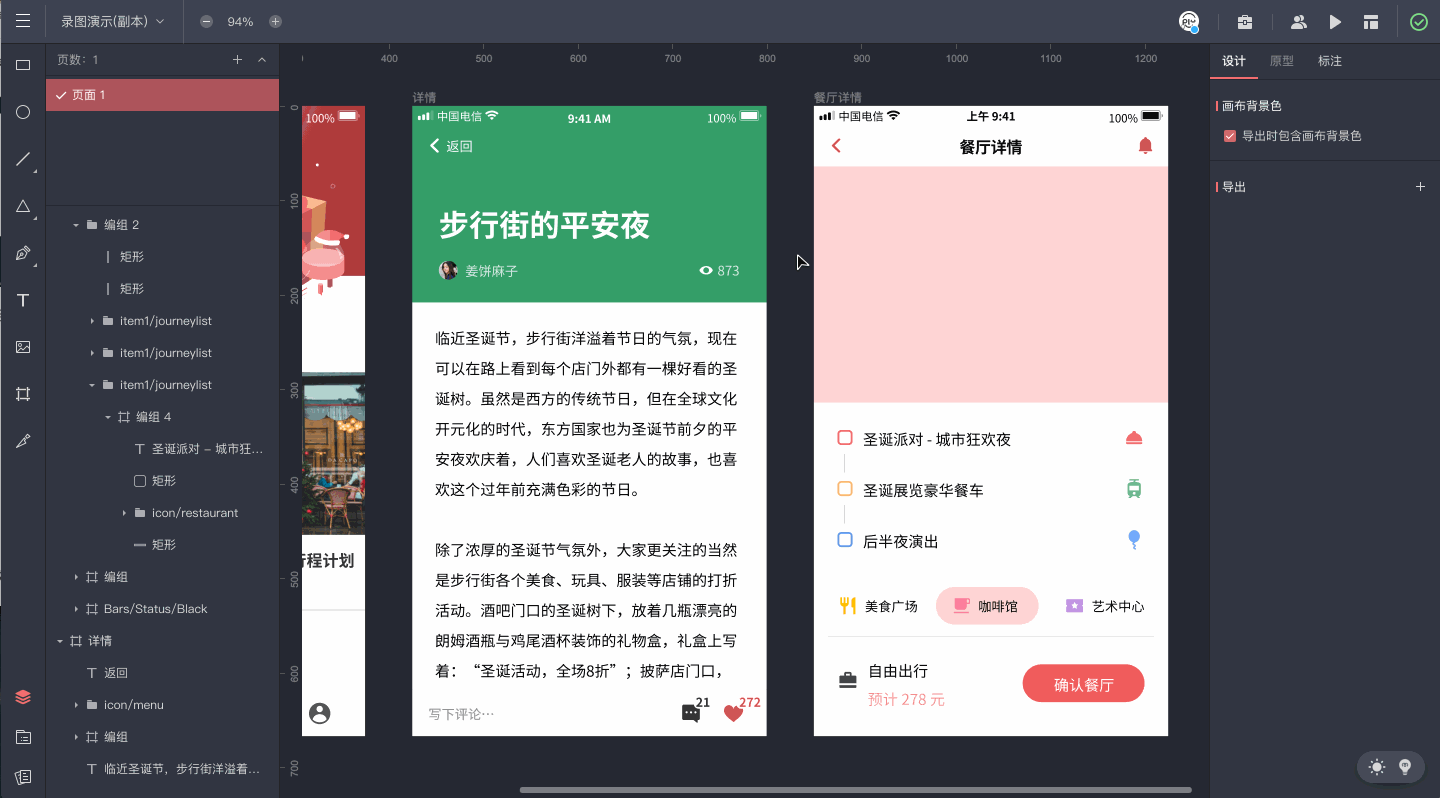 录图演示(副本)
94%
页数：1
页面 1
编组 2
矩形
矩形
item1/journeylist
item1/journeylist
item1/journeylist
编组 4
圣诞派对 – 城市狂…
矩形
icon/restaurant
矩形
编组
Bars/Status/Black
详情
返回
icon/menu
编组
临近圣诞节，步行街洋溢着…
400
500
600
700
800
900
1000
1100
1200
0
100
200
300
400
500
600
700
100%
行程计划
详情
中国电信
9:41 AM
100%
返回
步行街的平安夜
姜饼麻子
873
临近圣诞节，步行街洋溢着节日的气氛，现在
可以在路上看到每个店门外都有一棵好看的圣
诞树。虽然是西方的传统节日，但在全球文化
开元化的时代，东方国家也为圣诞节前夕的平
安夜欢庆着，人们喜欢圣诞老人的故事，也喜
欢这个过年前充满色彩的节日。
除了浓厚的圣诞节气氛外，大家更关注的当然
是步行街各个美食、玩具、服装等店铺的打折
活动。酒吧门口的圣诞树下，放着几瓶漂亮的
朗姆酒瓶与鸡尾酒杯装饰的礼物盒，礼盒上写
着：“圣诞活动，全场8折”；披萨店门口，
写下评论…
21
272
餐厅详情
中国电信
上午 9:41
100%
餐厅详情
圣诞派对 - 城市狂欢夜
圣诞展览豪华餐车
后半夜演出
美食广场
咖啡馆
艺术中心
自由出行
预计 278 元
确认餐厅
设计
原型
标注
画布背景色
导出时包含画布背景色
导出